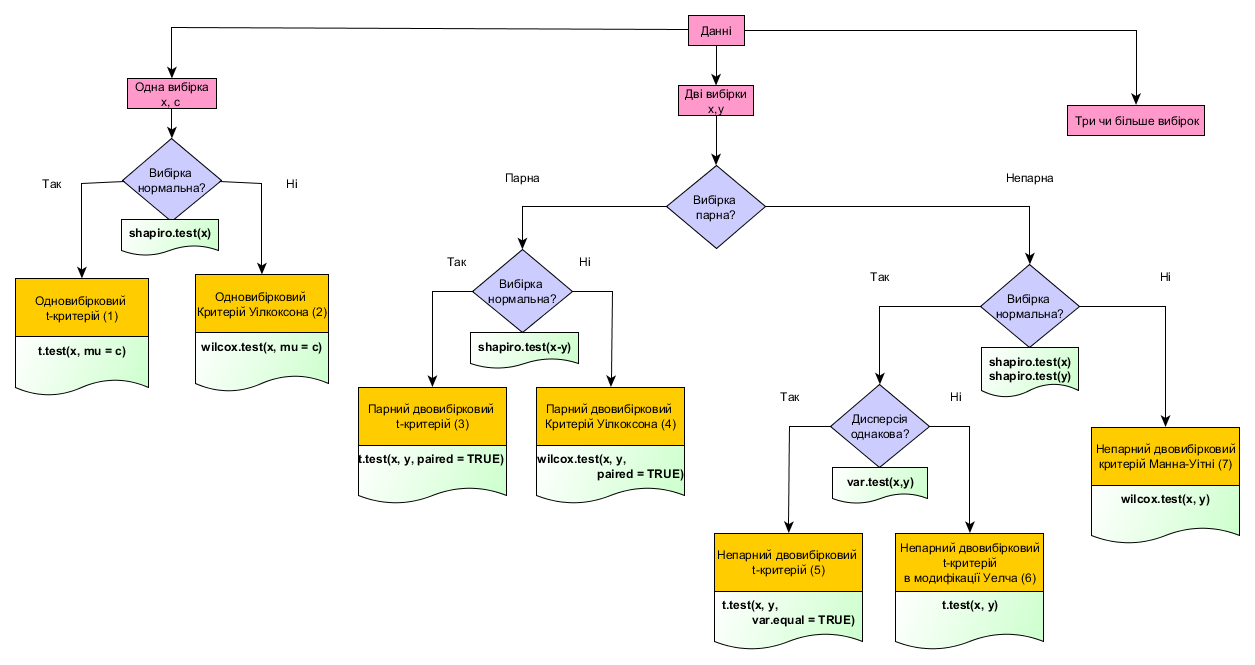 Данні
Одна вибірка
x, c
Дві вибірки
x,y
Три чи більше вибірок
Вибірка
нормальна?
Так
Ні
shapiro.test(x)
Одновибірковий
t-критерій (1)
t.test(x, mu = c)
Одновибірковий
Критерій Уілкоксона (2)
wilcox.test(x, mu = c)
Вибірка
парна?
Парна
Непарна
Вибірка
нормальна?
Так
Ні
shapiro.test(x-y)
Парний двовибірковий
t-критерій (3)
t.test(x, y, paired = TRUE)
Парний двовибірковий
Критерій Уілкоксона (4)
wilcox.test(x, y,
paired = TRUE)
Вибірка
нормальна?
Так
Ні
shapiro.test(x)
shapiro.test(y)
Дисперсія
однакова?
Так
Ні
var.test(x,y)
Непарний двовибірковий
t-критерій (5)
t.test(x, y,
var.equal = TRUE)
Непарний двовибірковий
t-критерій
в модифікації Уелча (6)
t.test(x, y)
Непарний двовибірковий
критерій Манна-Уітні (7)
wilcox.test(x, y)